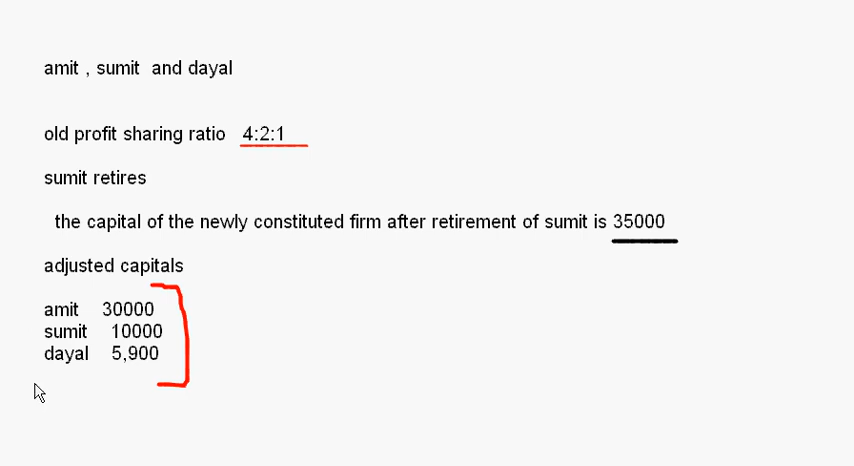 amit , sumit and dayal
old profit sharing ratio 4:2:1
sumit retires
the capital of the newly constituted firm after retirement of sumit is 35000
adjusted capitals
amit 30000
sumit 10000
dayal 5,900